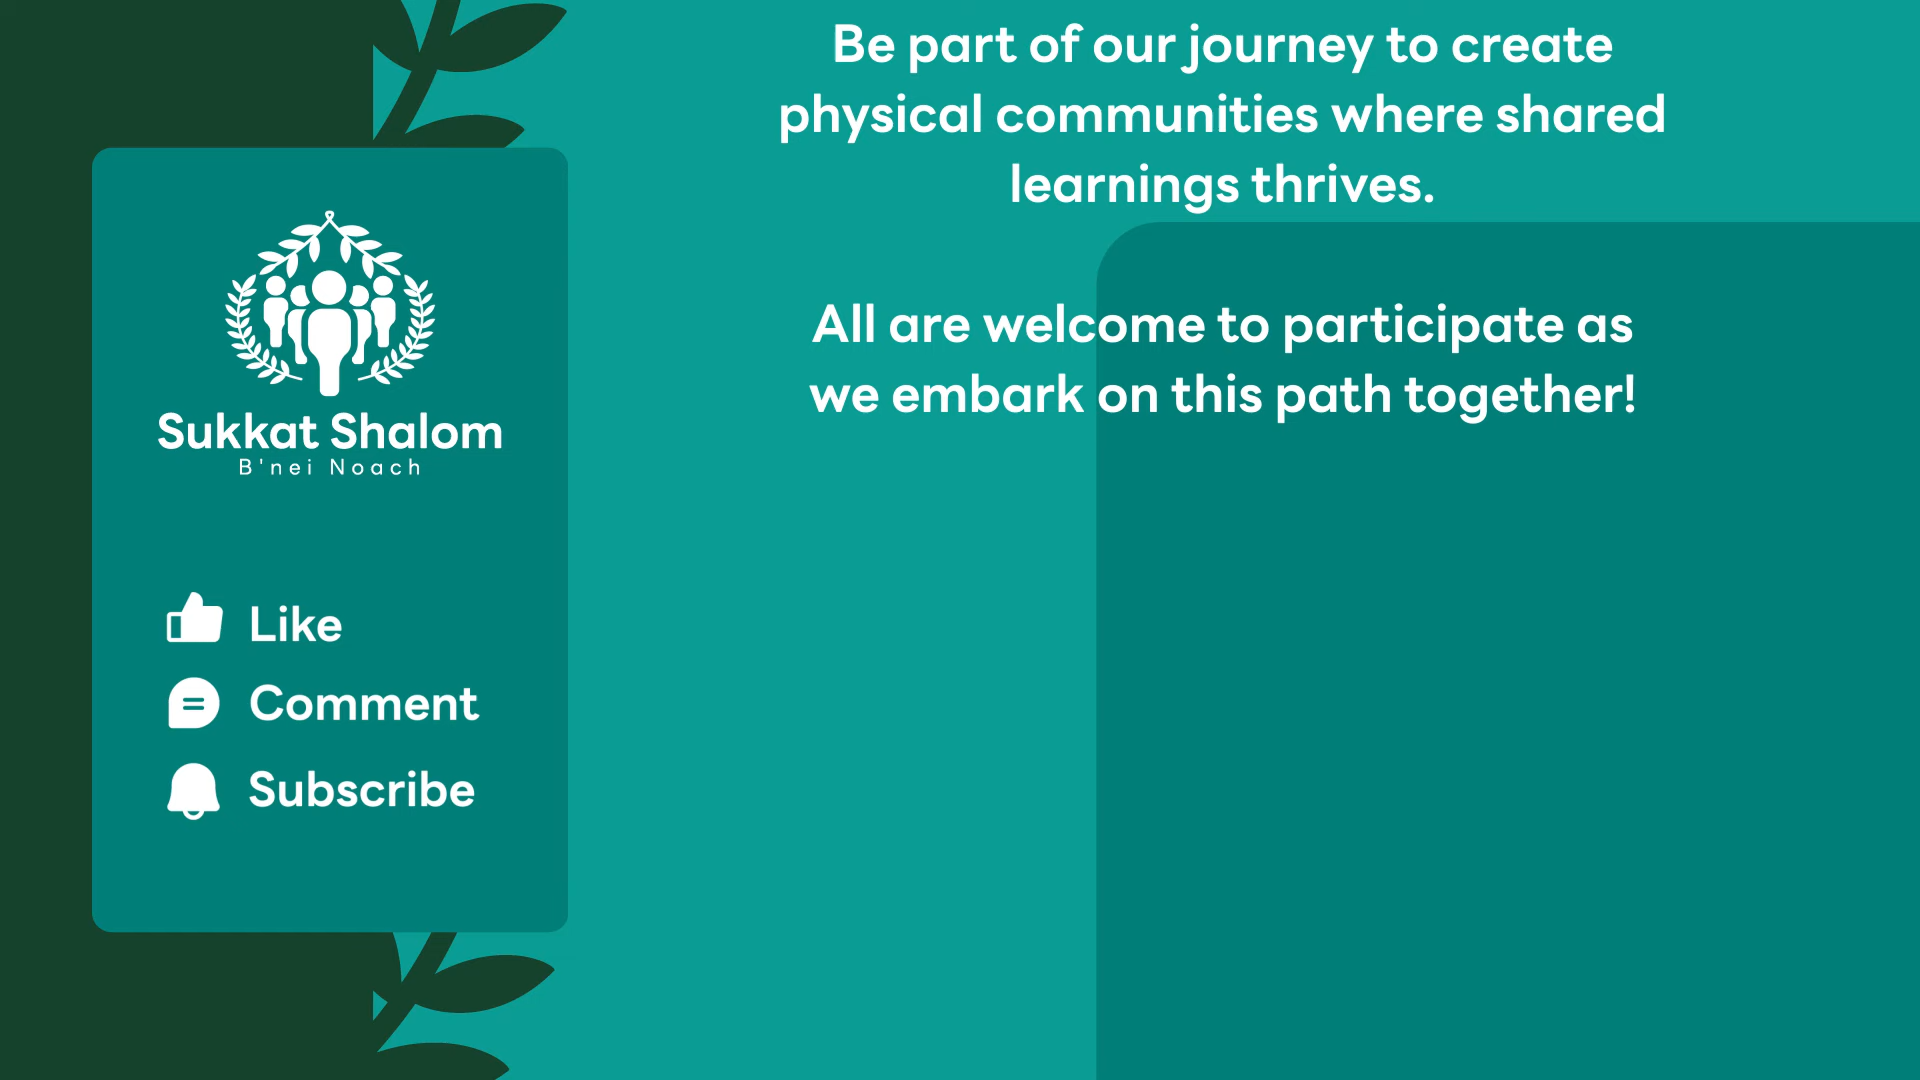 Be part of our journey to create
physical communities where shared
learnings thrives.
All are welcome to participate as
we embark on this path together!
Sukkat Shalom
B'nei Noach
Like
Comment
Subscribe